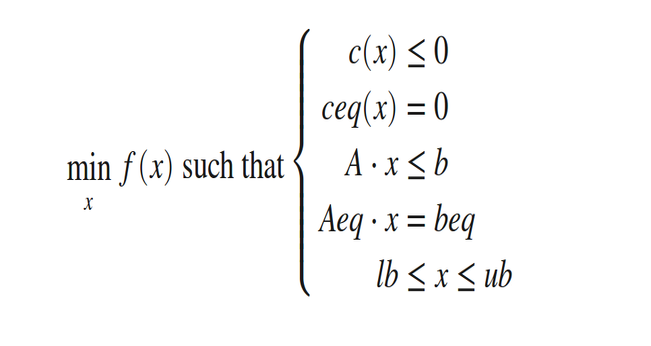 c(x) ≤ 0
ceq(x) = 0
min f(x) such that { A · x ≤ b
x
Aeq · x = beq
lb ≤ x ≤ ub